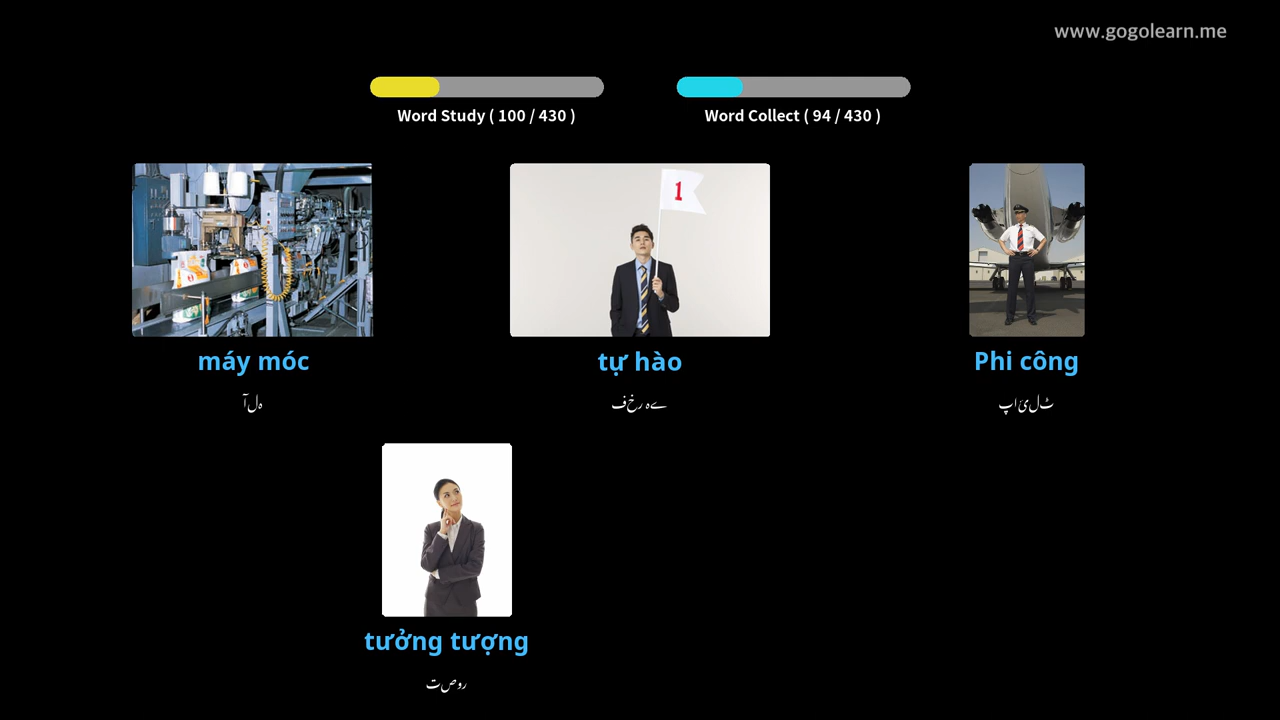 www.gogolearn.me
Word Study ( 100 / 430 )
Word Collect ( 94 / 430 )
máy móc
آلہ
tự hào
فخر ہے
Phi công
پائلٹ
tưởng tượng
تصور